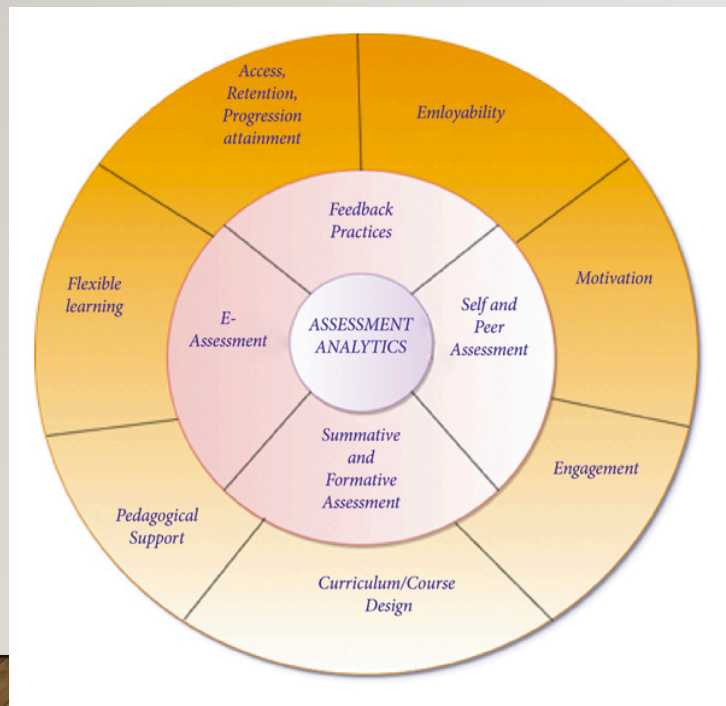 Access,
Retention,
Progression
attainment
Emloyability
Feedback
Practices
Flexible
learning
Motivation
E-
Assessment
ASSESSMENT
ANALYTICS
Self and
Peer
Assessment
Summative
and
Formative
Assessment
Engagement
Pedagogical
Support
Curriculum/Course
Design